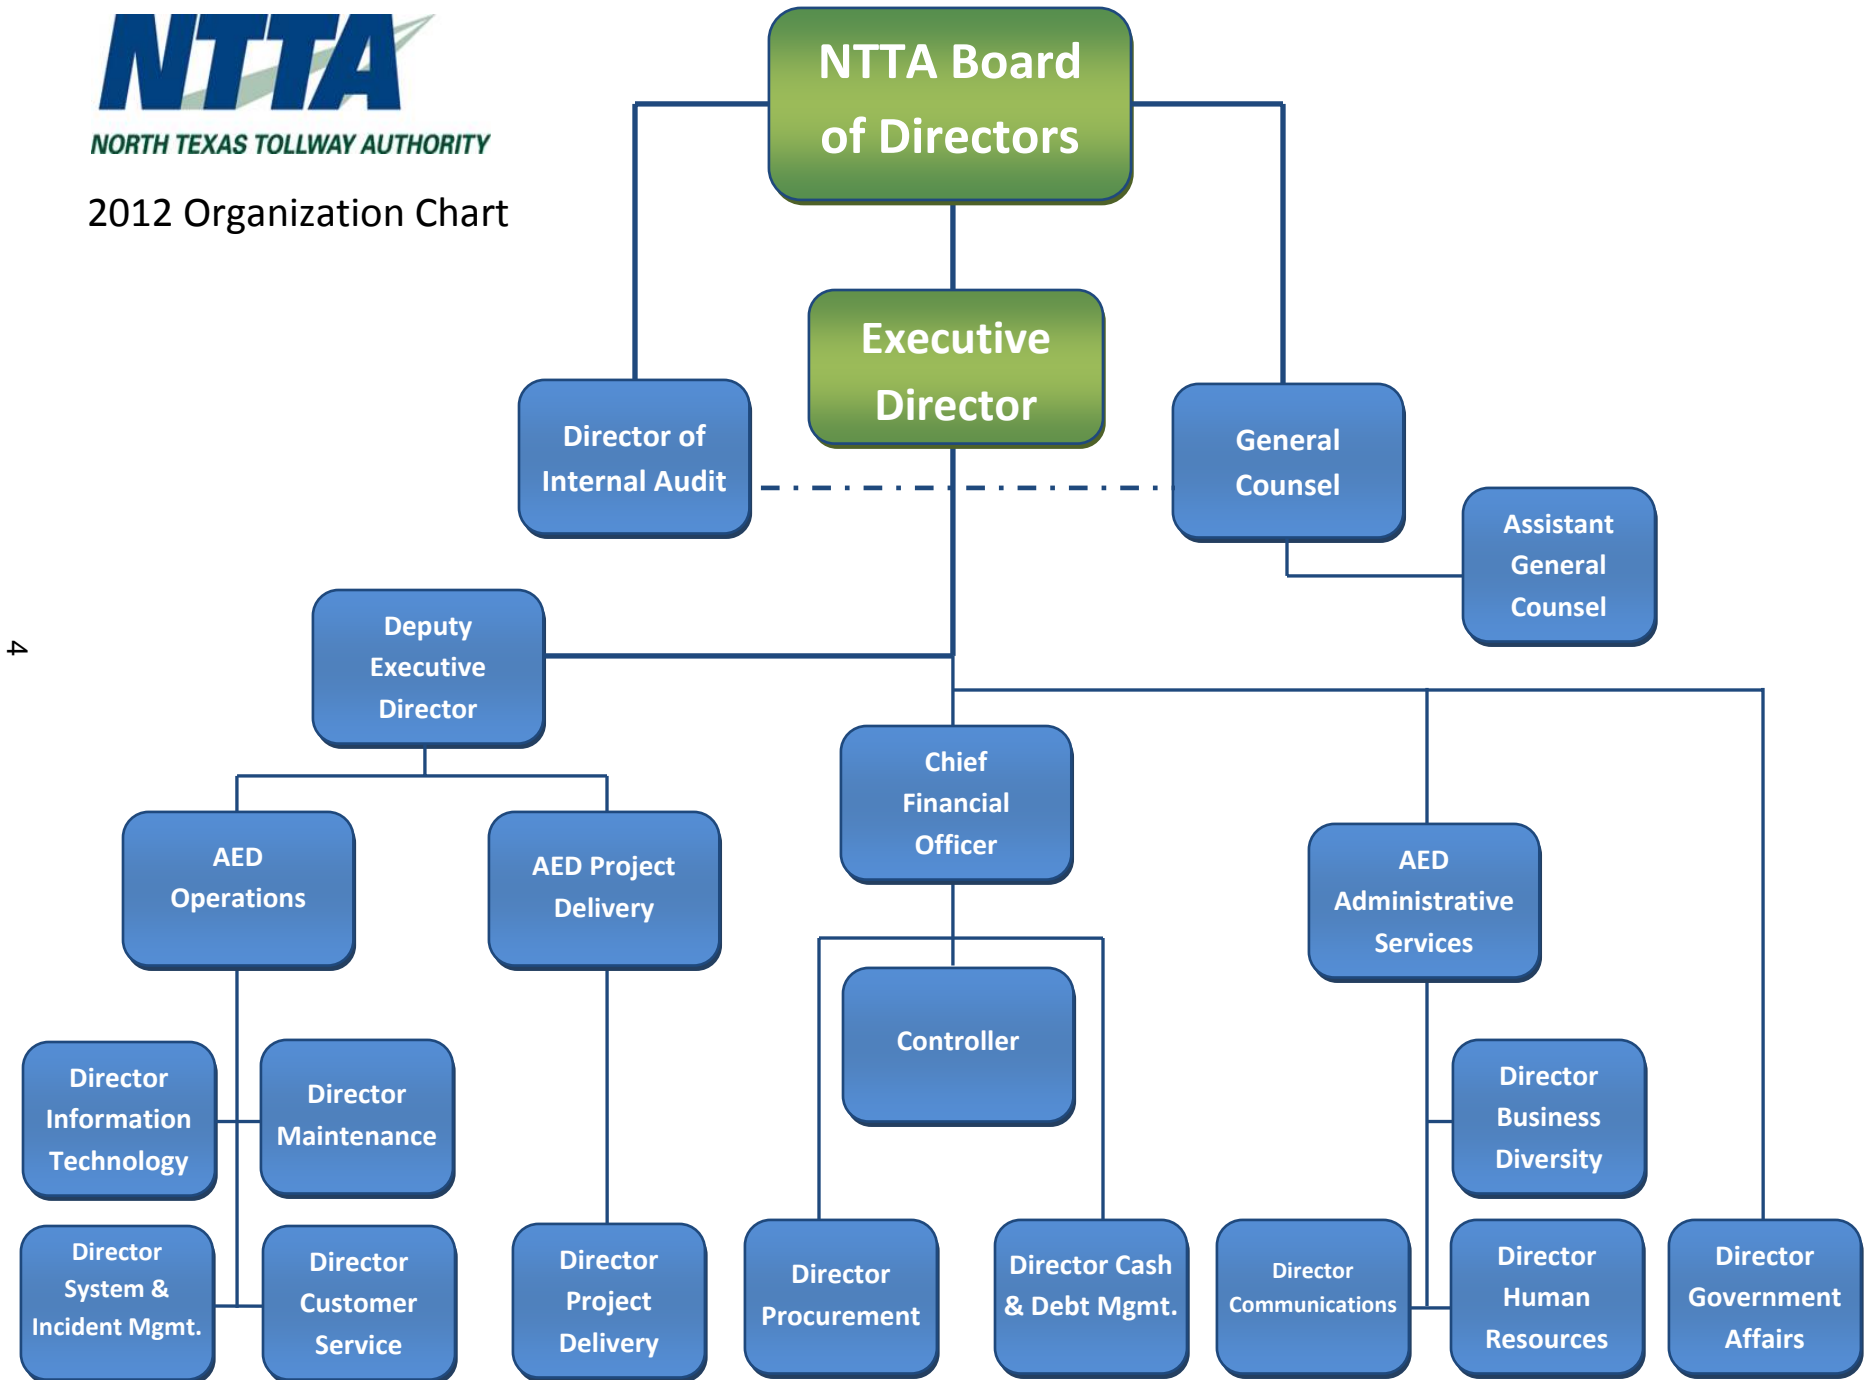 NTTA
NORTH TEXAS TOLLWAY AUTHORITY
2012 Organization Chart
NTTA Board
of Directors
Executive
Director
Director of
Internal Audit
General
Counsel
Assistant
General
Counsel
Deputy
Executive
Director
4
Chief
Financial
Officer
AED
Operations
AED Project
Delivery
AED
Administrative
Services
Controller
Director
Information
Technology
Director
Maintenance
Director
Business
Diversity
Director
System &
Incident Mgmt.
Director
Customer
Service
Director
Project
Delivery
Director
Procurement
Director Cash
& Debt Mgmt.
Director
Communications
Director
Human
Resources
Director
Government
Affairs